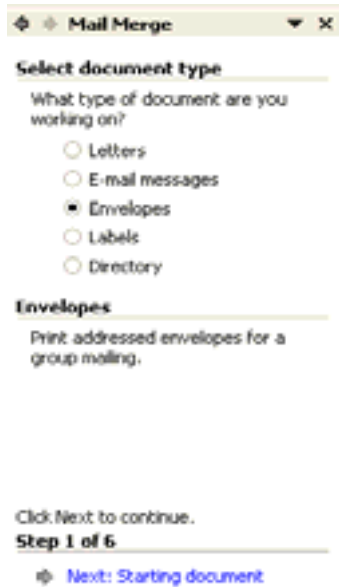 Mail Merge
Select document type
What type of document are you
working on?
Letters
E-mail messages
Envelopes
Labels
Directory
Envelopes
Print addressed envelopes for a
group mailing.
Click Next to continue.
Step 1 of 6
Next: Starting document